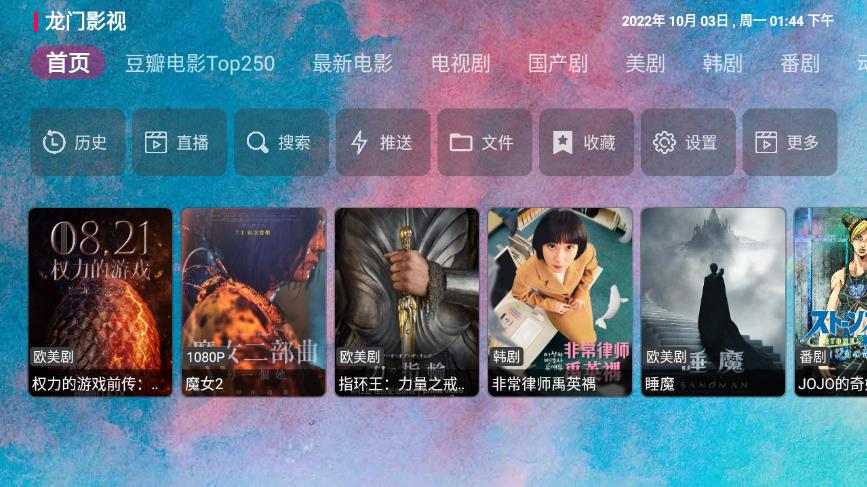 龙门影视
2022年 10月 03日 , 周一 01:44 下午
首页 豆瓣电影Top250 最新电影 电视剧 国产剧 美剧 韩剧 番剧
历史 直播 搜索 推送 文件 收藏 设置 更多
08.21
权力的游戏
欧美剧
权力的游戏前传：..
魔女二部曲
1080P
魔女2
欧美剧
指环王：力量之戒..
非常律师
禹英禑
韩剧
非常律师禹英禑
睡魔
SANDMAN
欧美剧
睡魔
番剧
JOJO的奇